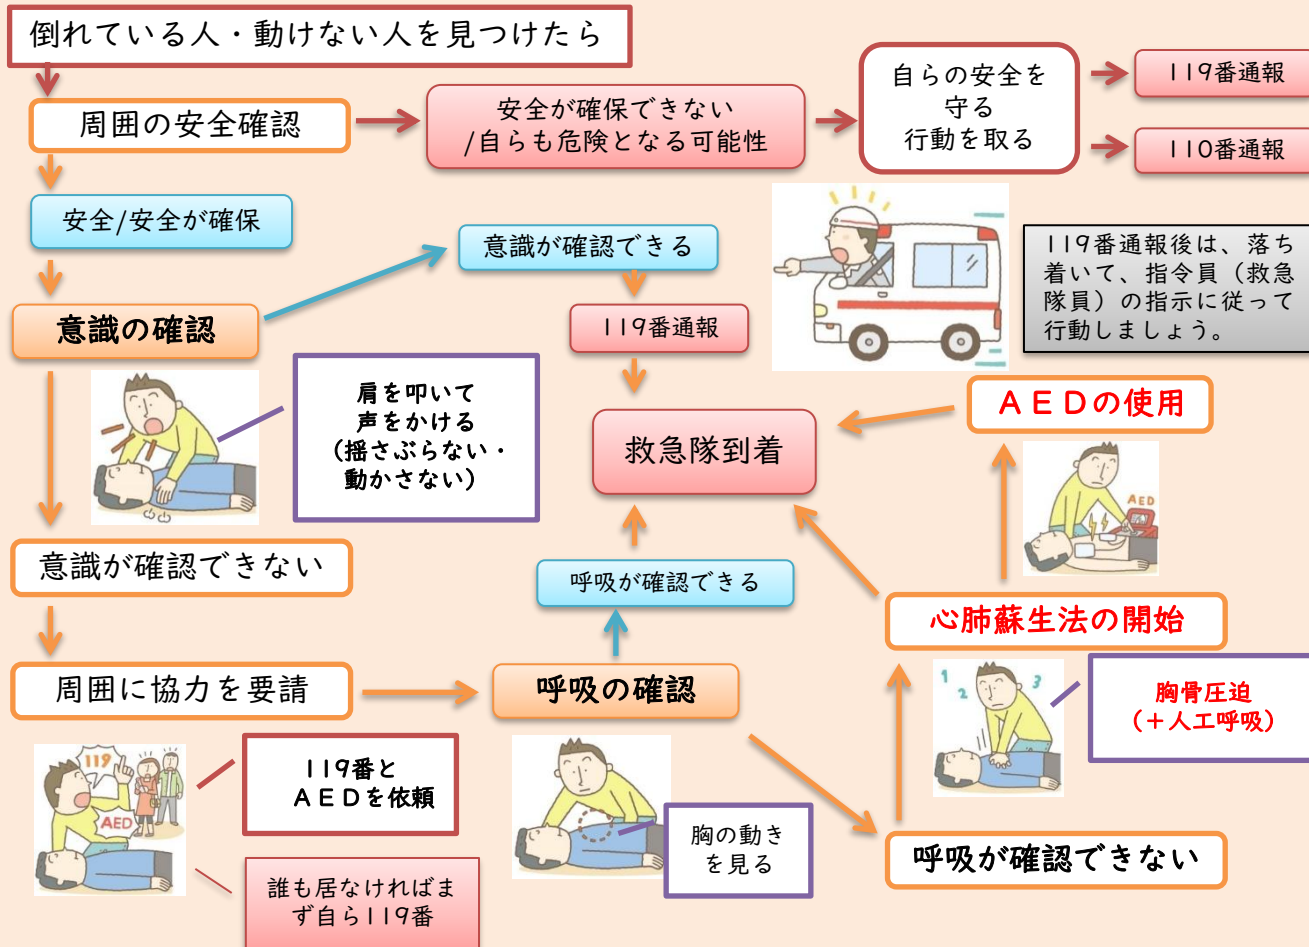 倒れている人・動けない人を見つけたら
周囲の安全確認
安全が確保できない
/自らも危険となる可能性
自らの安全を
守る
行動を取る
119番通報
110番通報
安全/安全が確保
意識が確認できる
119番通報後は、落ち
着いて、指令員（救急
隊員）の指示に従って
行動しましょう。
意識の確認
119番通報
肩を叩いて
声をかける
（揺さぶらない・
動かさない）
ＡＥＤの使用
救急隊到着
AED
意識が確認できない
呼吸が確認できる
心肺蘇生法の開始
周囲に協力を要請
呼吸の確認
1
2
3
胸骨圧迫
（＋人工呼吸）
119
AED
119番と
ＡＥＤを依頼
胸の動き
を見る
呼吸が確認できない
誰も居なければま
ず自ら119番